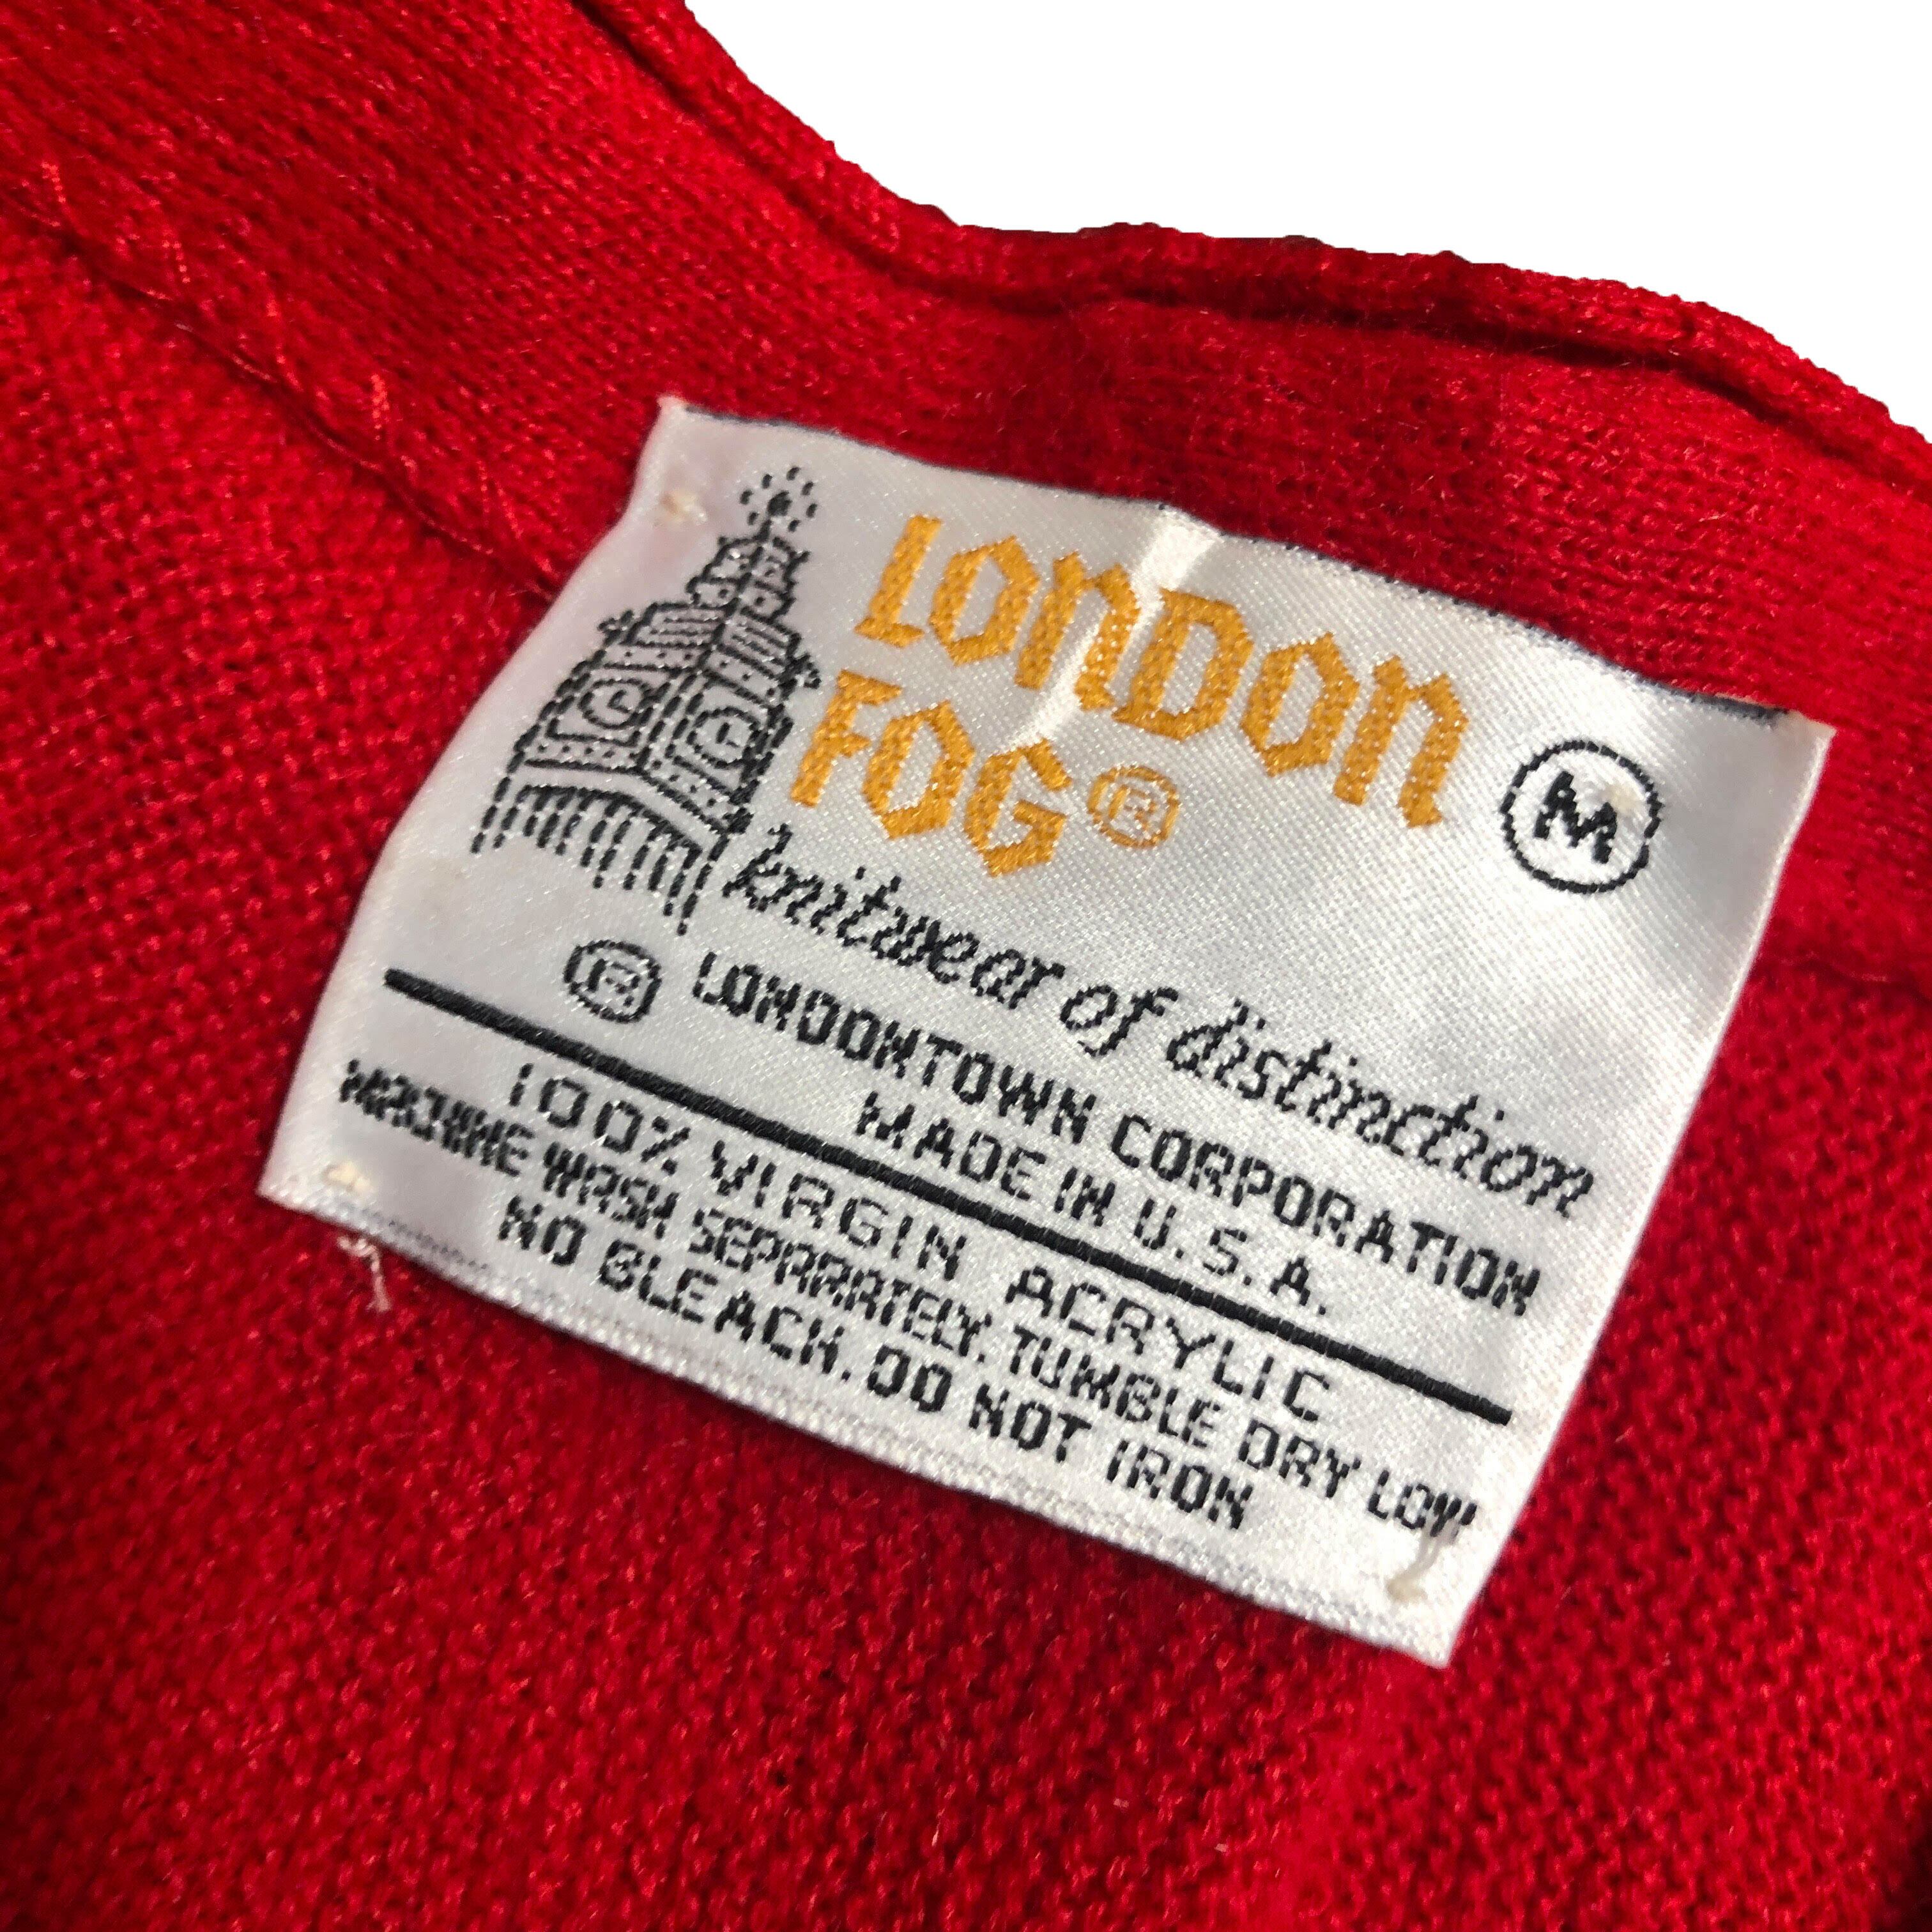 LONDON
FOG®
M
knitwear of distinction
® LONDONTOWN CORPORATION
MADE IN U.S.A.
100% VIRGIN ACRYLIC
MACHINE WASH SEPARATELY. TUMBLE DRY LOW
NO BLEACH. DO NOT IRON